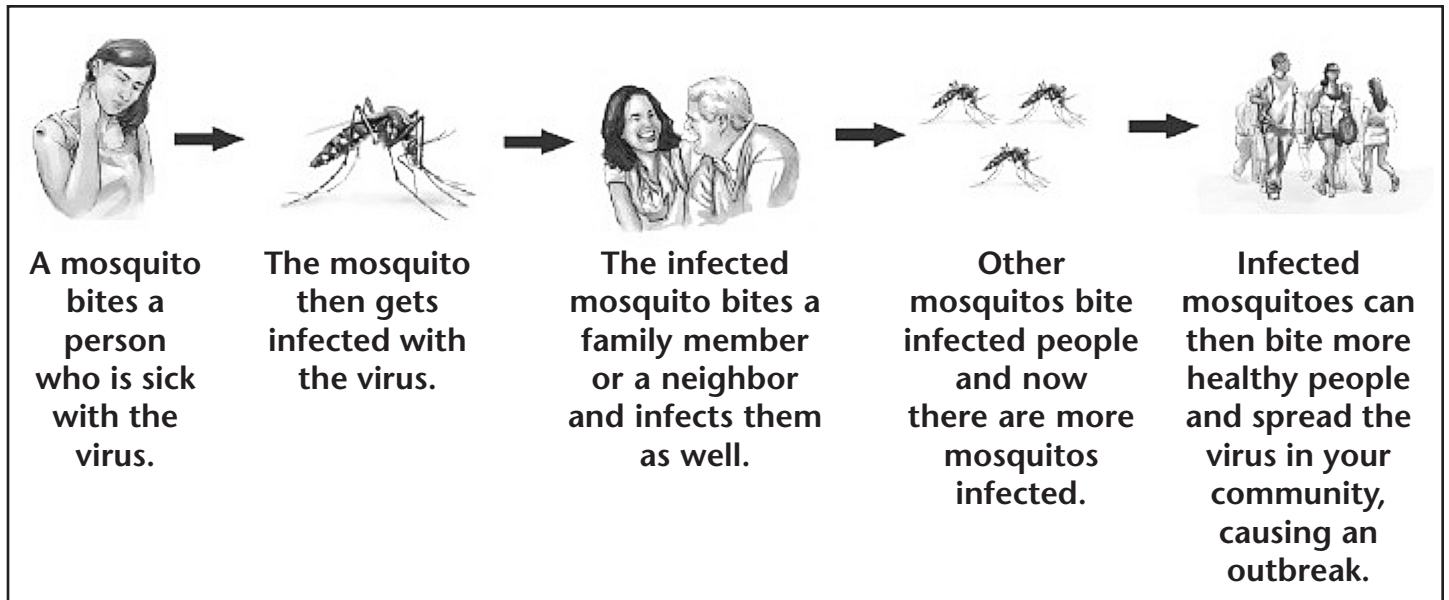 A mosquito
bites a
person
who is sick
with the
virus.
The mosquito
then gets
infected with
the virus.
The infected
mosquito bites a
family member
or a neighbor
and infects them
as well.
Other
mosquitos bite
infected people
and now
there are more
mosquitos
infected.
Infected
mosquitoes can
then bite more
healthy people
and spread the
virus in your
community,
causing an
outbreak.